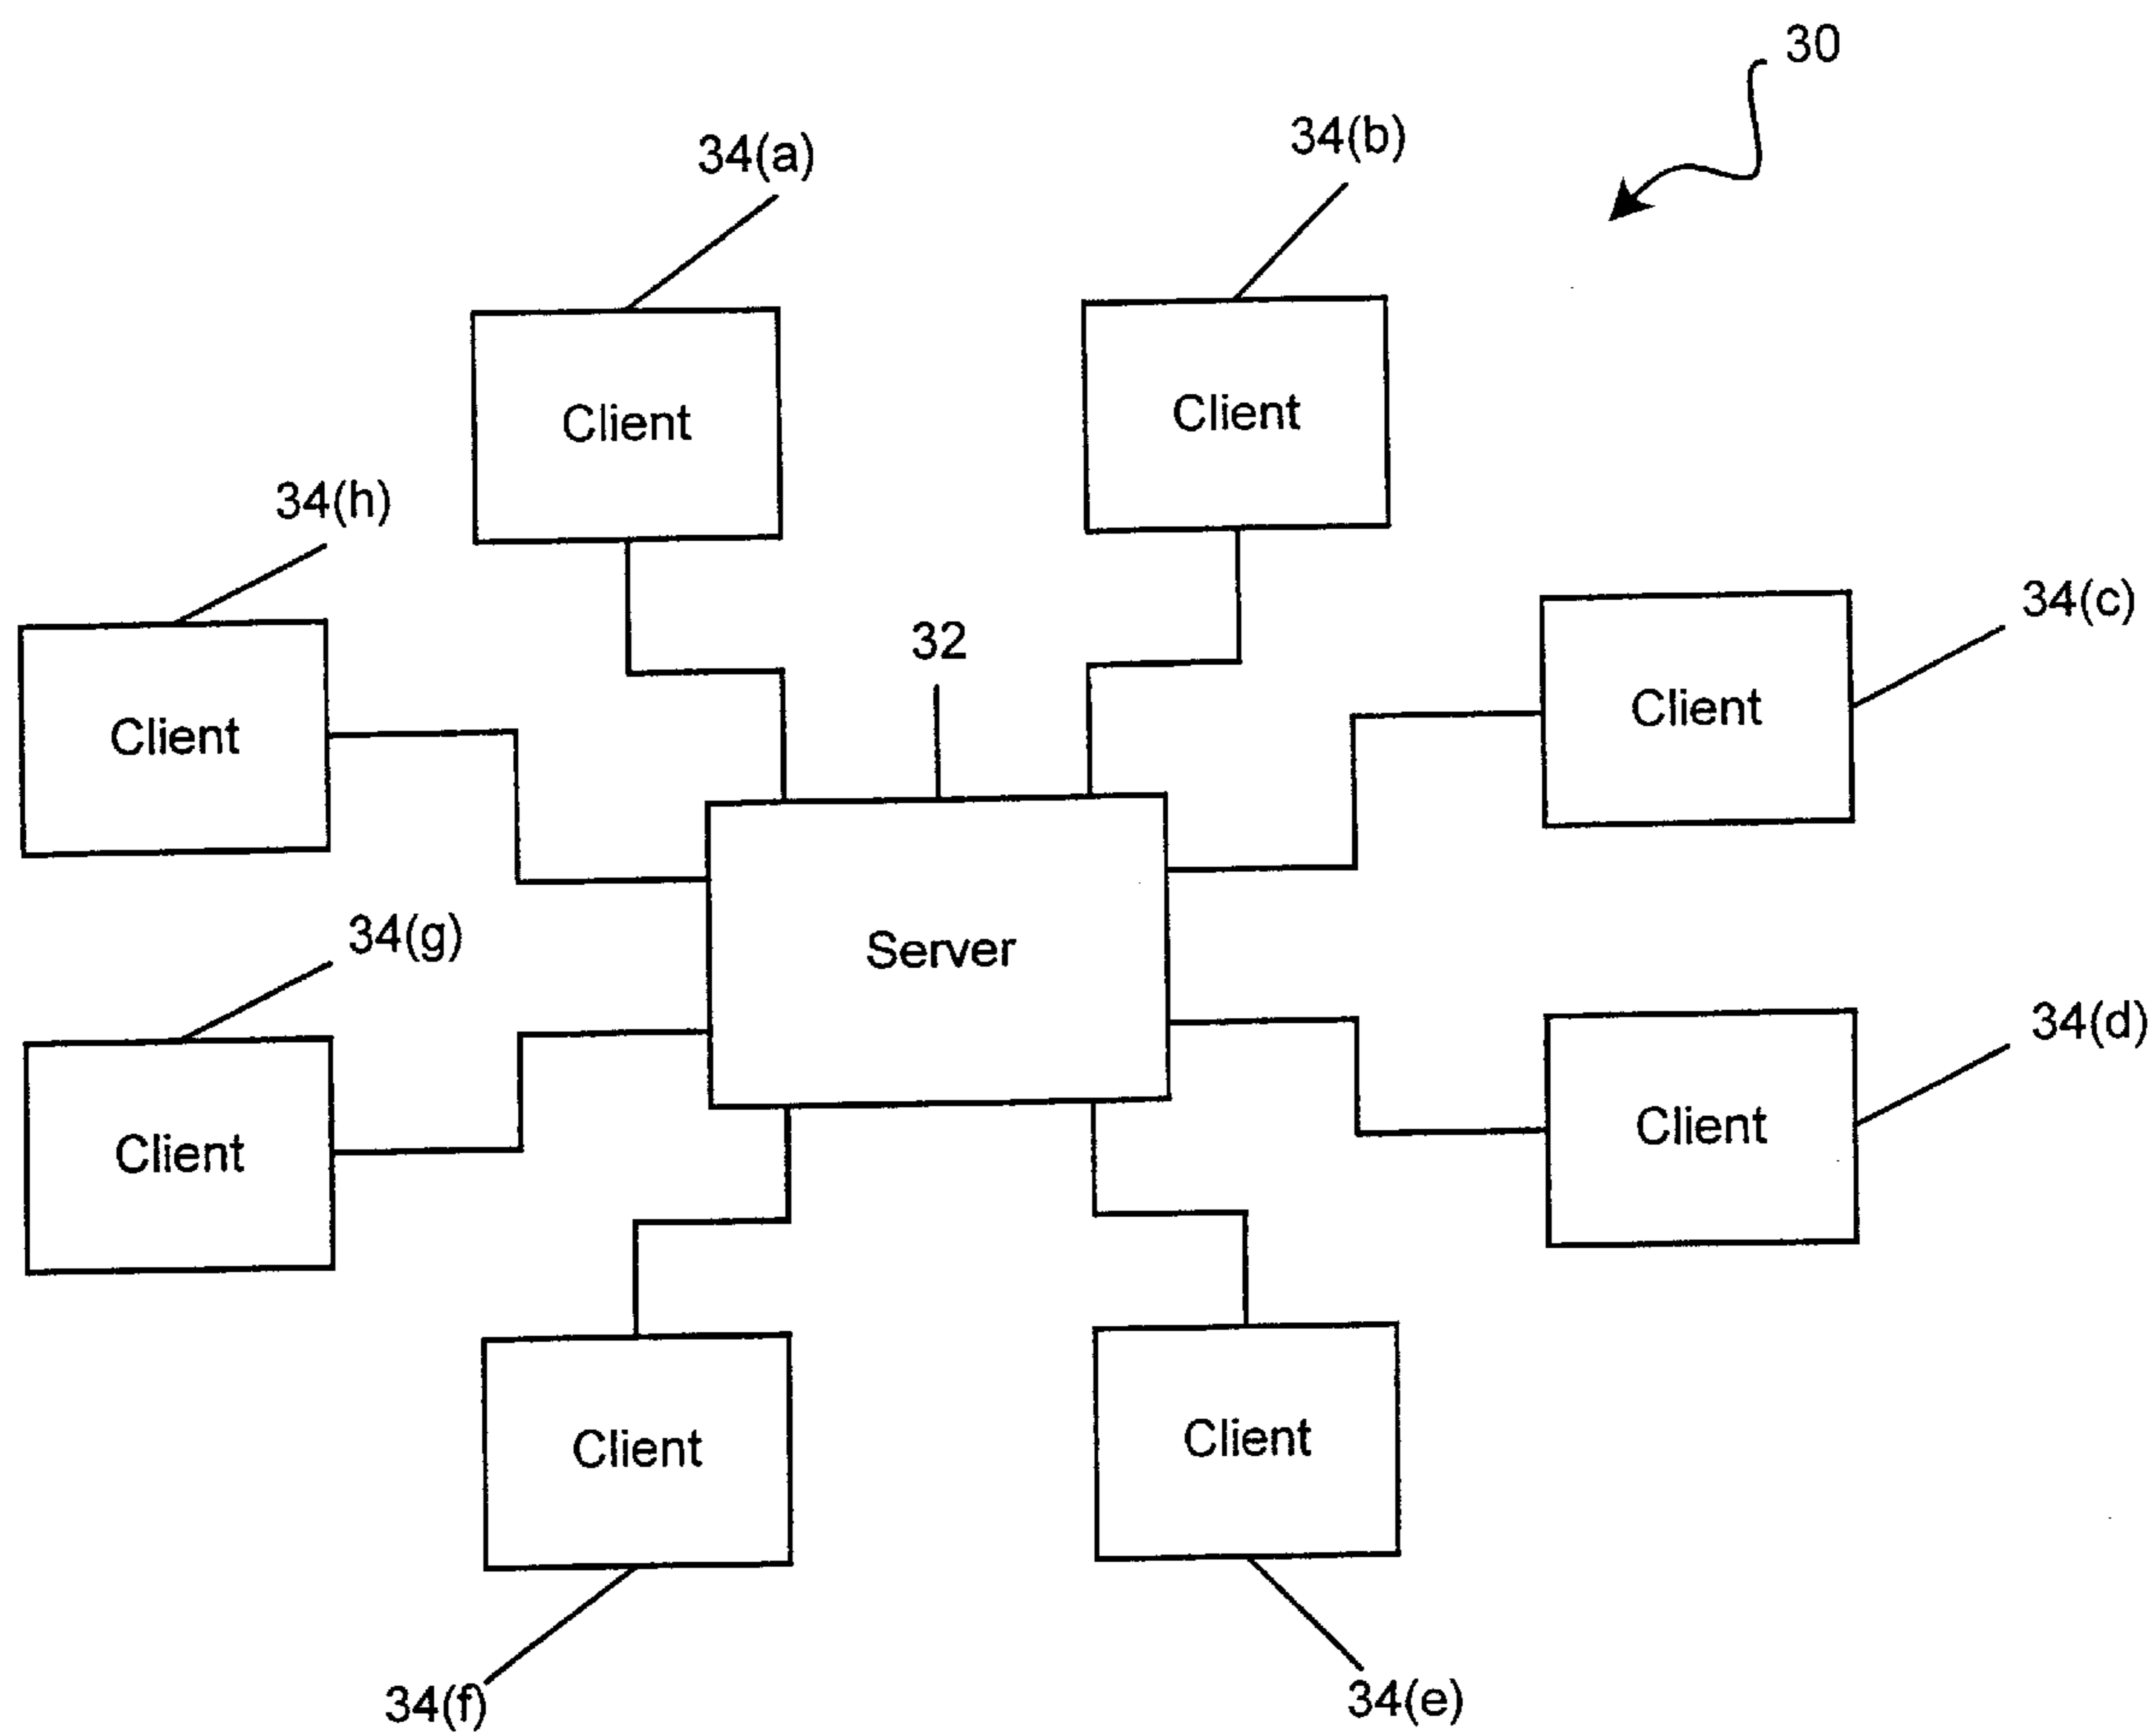 30
34(a)
34(b)
Client
Client
34(h)
34(c)
32
Client
Client
Server
34(g)
34(d)
Client
Client
Client
Client
34(f)
34(e)